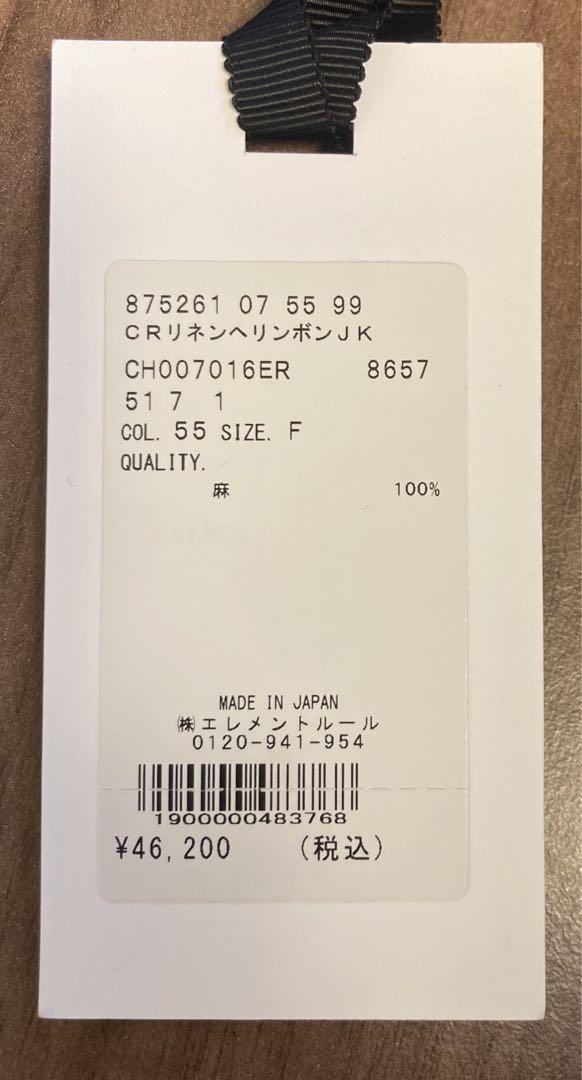 875261 07 55 99
CRリネンヘリンボンJK
CH007016ER 8657
51 7 1
COL. 55 SIZE. F
QUALITY.
麻 100%
MADE IN JAPAN
㈱エレメントルール
0120-941-954
1900000483768
¥46,200 (税込)